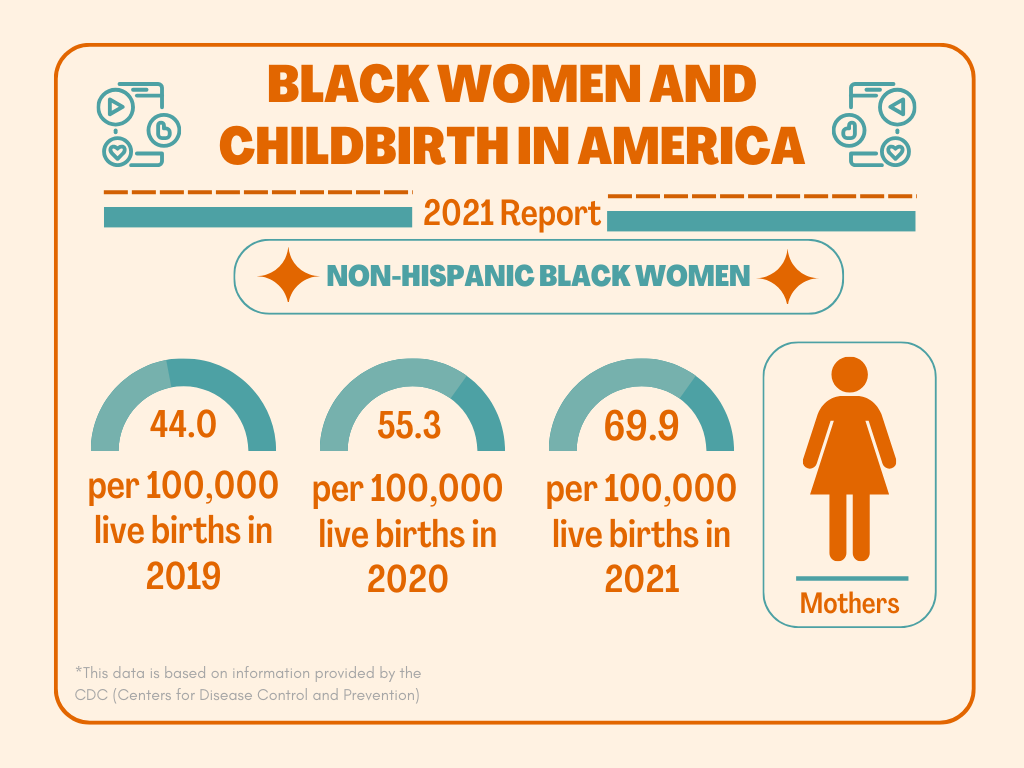 BLACK WOMEN AND
CHILDBIRTH IN AMERICA
2021 Report
NON-HISPANIC BLACK WOMEN
44.0
per 100,000
live births in
2019
55.3
per 100,000
live births in
2020
69.9
per 100,000
live births in
2021
Mothers
*This data is based on information provided by the
CDC (Centers for Disease Control and Prevention)